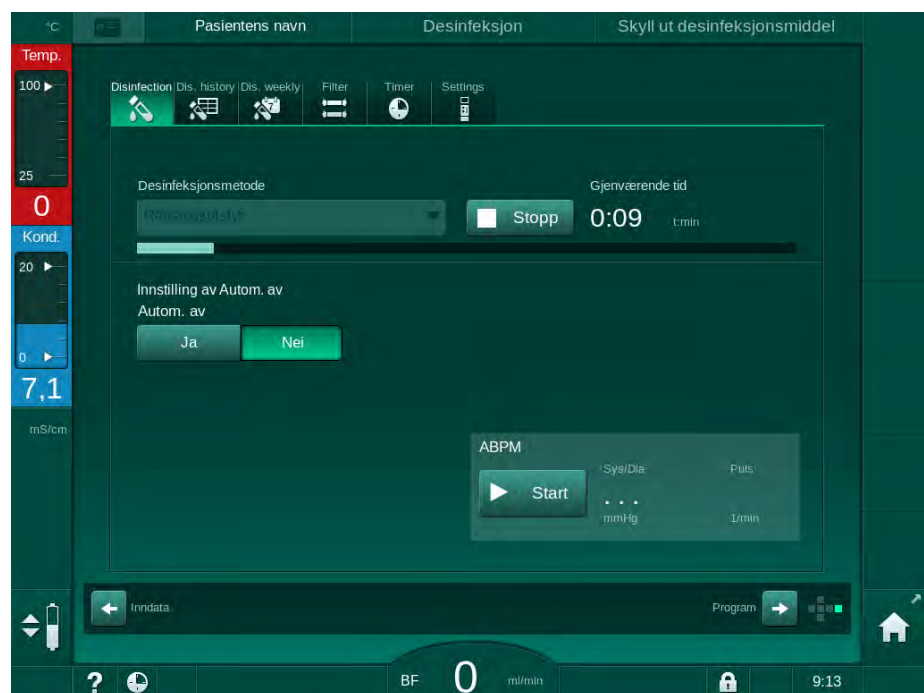 °C Pasientens navn Desinfeksjon Skyll ut desinfeksjonsmiddel
Temp.
100
Disinfection Dis. history Dis. weekly Filter Timer Settings
7
25
Desinfeksjonsmetode Gjenværende tid
0
Stopp 0:09 t:min
Kond.
20
Innstilling av Autom. av
Autom. av
Ja Nei
0
7,1
mS/cm
ABPM
Sys/Dia Puls
Start
. . .
mmHg 1/min
Inndata Program
? BF 0 ml/min 9:13